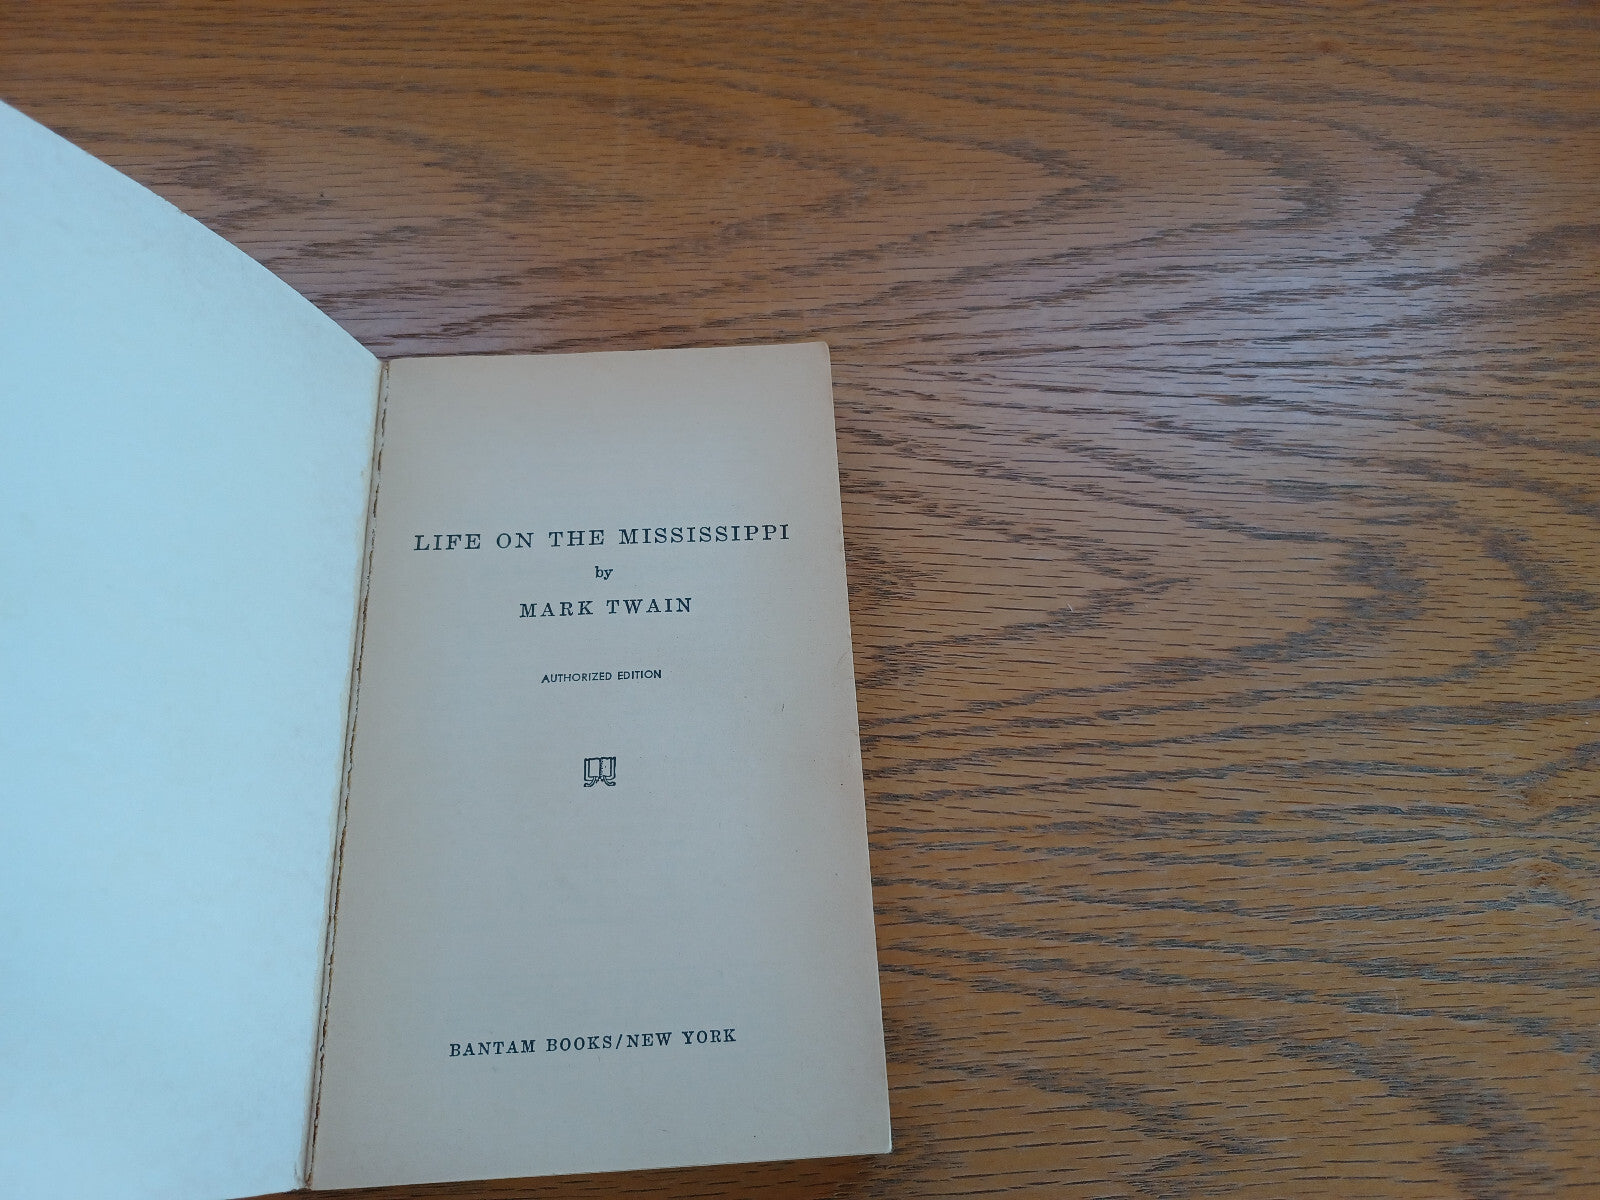 LIFE ON THE MISSISSIPPI
by
MARK TWAIN
AUTHORIZED EDITION
BANTAM BOOKS/NEW YORK